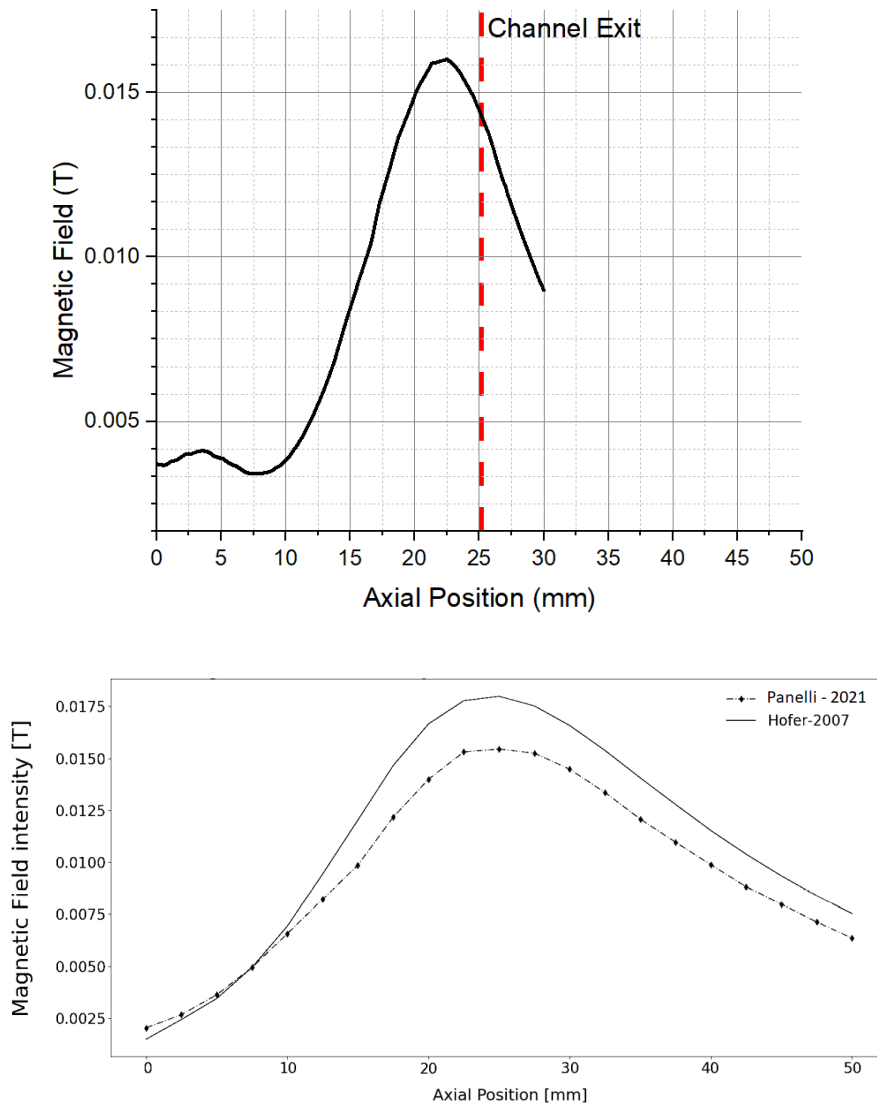 Channel Exit
Magnetic Field (T)
0.015
0.010
0.005
0 5 10 15 20 25 30 35 40 45 50
Axial Position (mm)
Magnetic Field intensity [T]
0.0175
0.0150
0.0125
0.0100
0.0075
0.0050
0.0025
Panelli - 2021
Hofer-2007
0 10 20 30 40 50
Axial Position [mm]